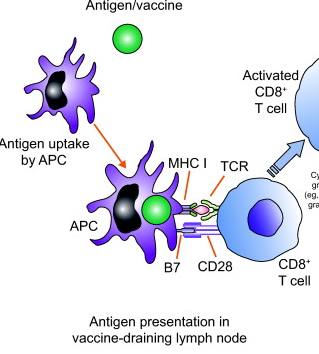 Antigen/vaccine
Activated
CD8⁺
T cell
Antigen uptake
by APC
MHC I
TCR
APC
B7
CD28
CD8⁺
T cell
Antigen presentation in
vaccine-draining lymph node